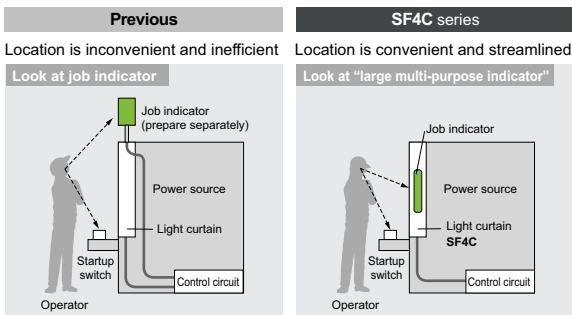 Previous
Location is inconvenient and inefficient
Look at job indicator
Job indicator
(prepare separately)
Power source
Light curtain
Startup
switch
Control circuit
Operator
SF4C series
Location is convenient and streamlined
Look at “large multi-purpose indicator”
Job indicator
Power source
Light curtain
SF4C
Startup
switch
Control circuit
Operator